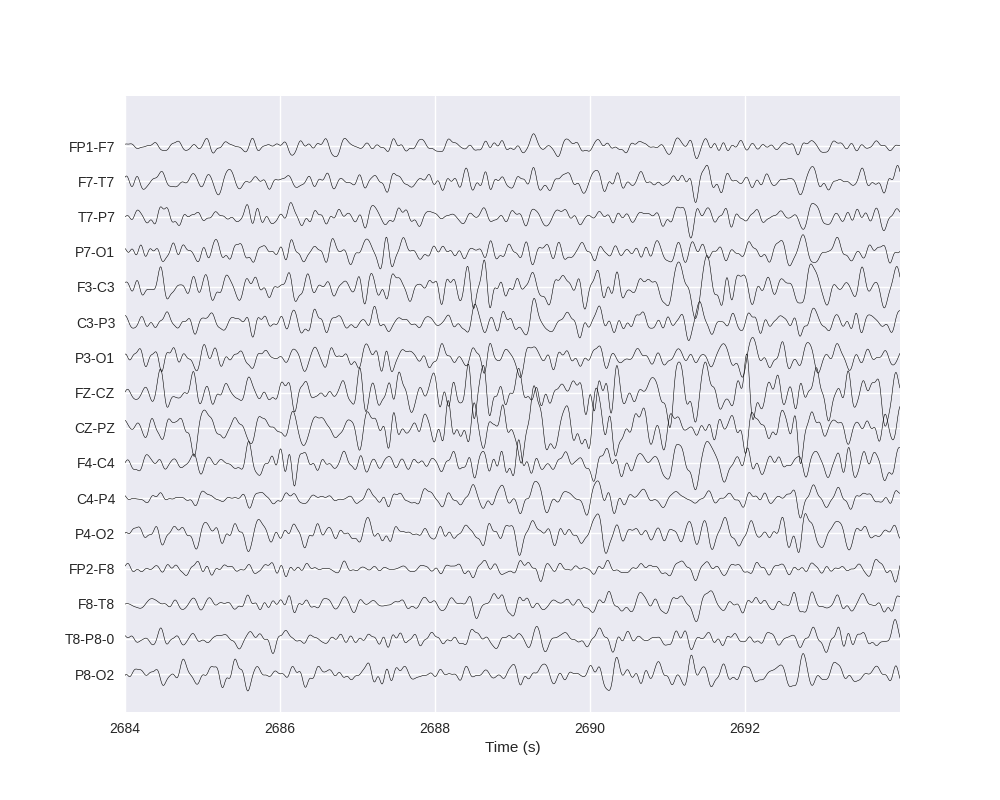 FP1-F7
F7-T7
T7-P7
P7-O1
F3-C3
C3-P3
P3-O1
FZ-CZ
CZ-PZ
F4-C4
C4-P4
P4-O2
FP2-F8
F8-T8
T8-P8-0
P8-O2
2684 2686 2688 2690 2692
Time (s)